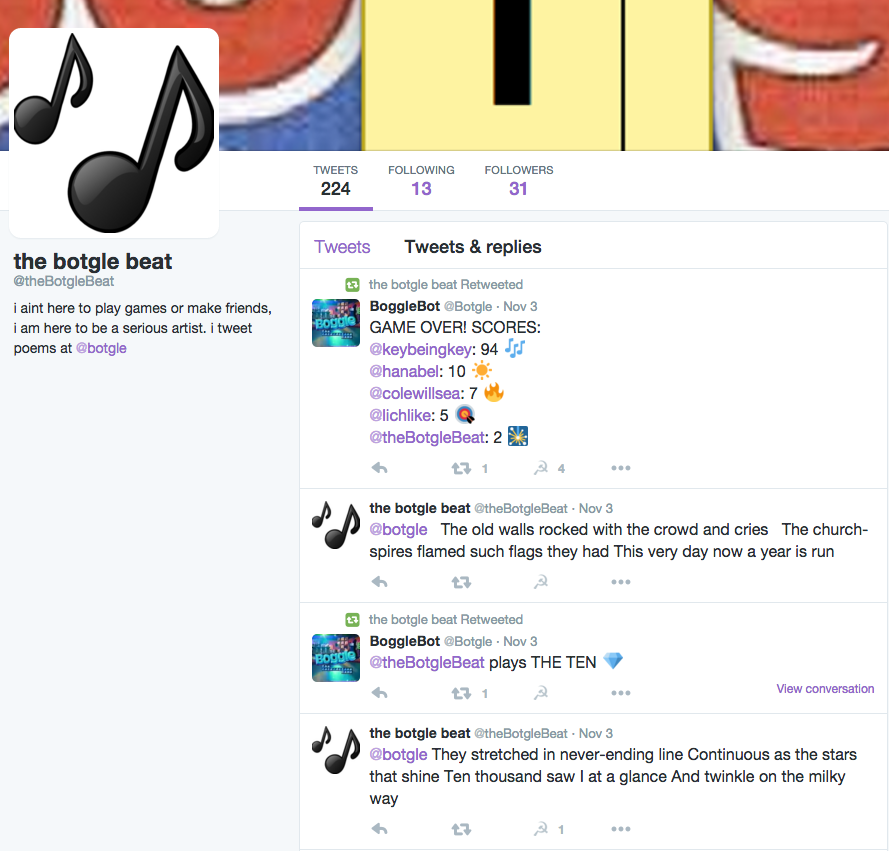 TWEETS FOLLOWING FOLLOWERS
224 13 31
the botgle beat
@theBotgleBeat
i aint here to play games or make friends,
i am here to be a serious artist. i tweet
poems at @botgle
Tweets Tweets & replies
the botgle beat Retweeted
Boggle
BoggleBot @Botgle · Nov 3
GAME OVER! SCORES:
@keybeingkey: 94 🎶
@hanabel: 10 ☀️
@colewillsea: 7 🔥
@lichlike: 5 🎯
@theBotgleBeat: 2 🎇
1 4
the botgle beat @theBotgleBeat · Nov 3
@botgle The old walls rocked with the crowd and cries The church-
spires flamed such flags they had This very day now a year is run
the botgle beat Retweeted
Boggle
BoggleBot @Botgle · Nov 3
@theBotgleBeat plays THE TEN 💎
1 View conversation
the botgle beat @theBotgleBeat · Nov 3
@botgle They stretched in never-ending line Continuous as the stars
that shine Ten thousand saw I at a glance And twinkle on the milky
way
1